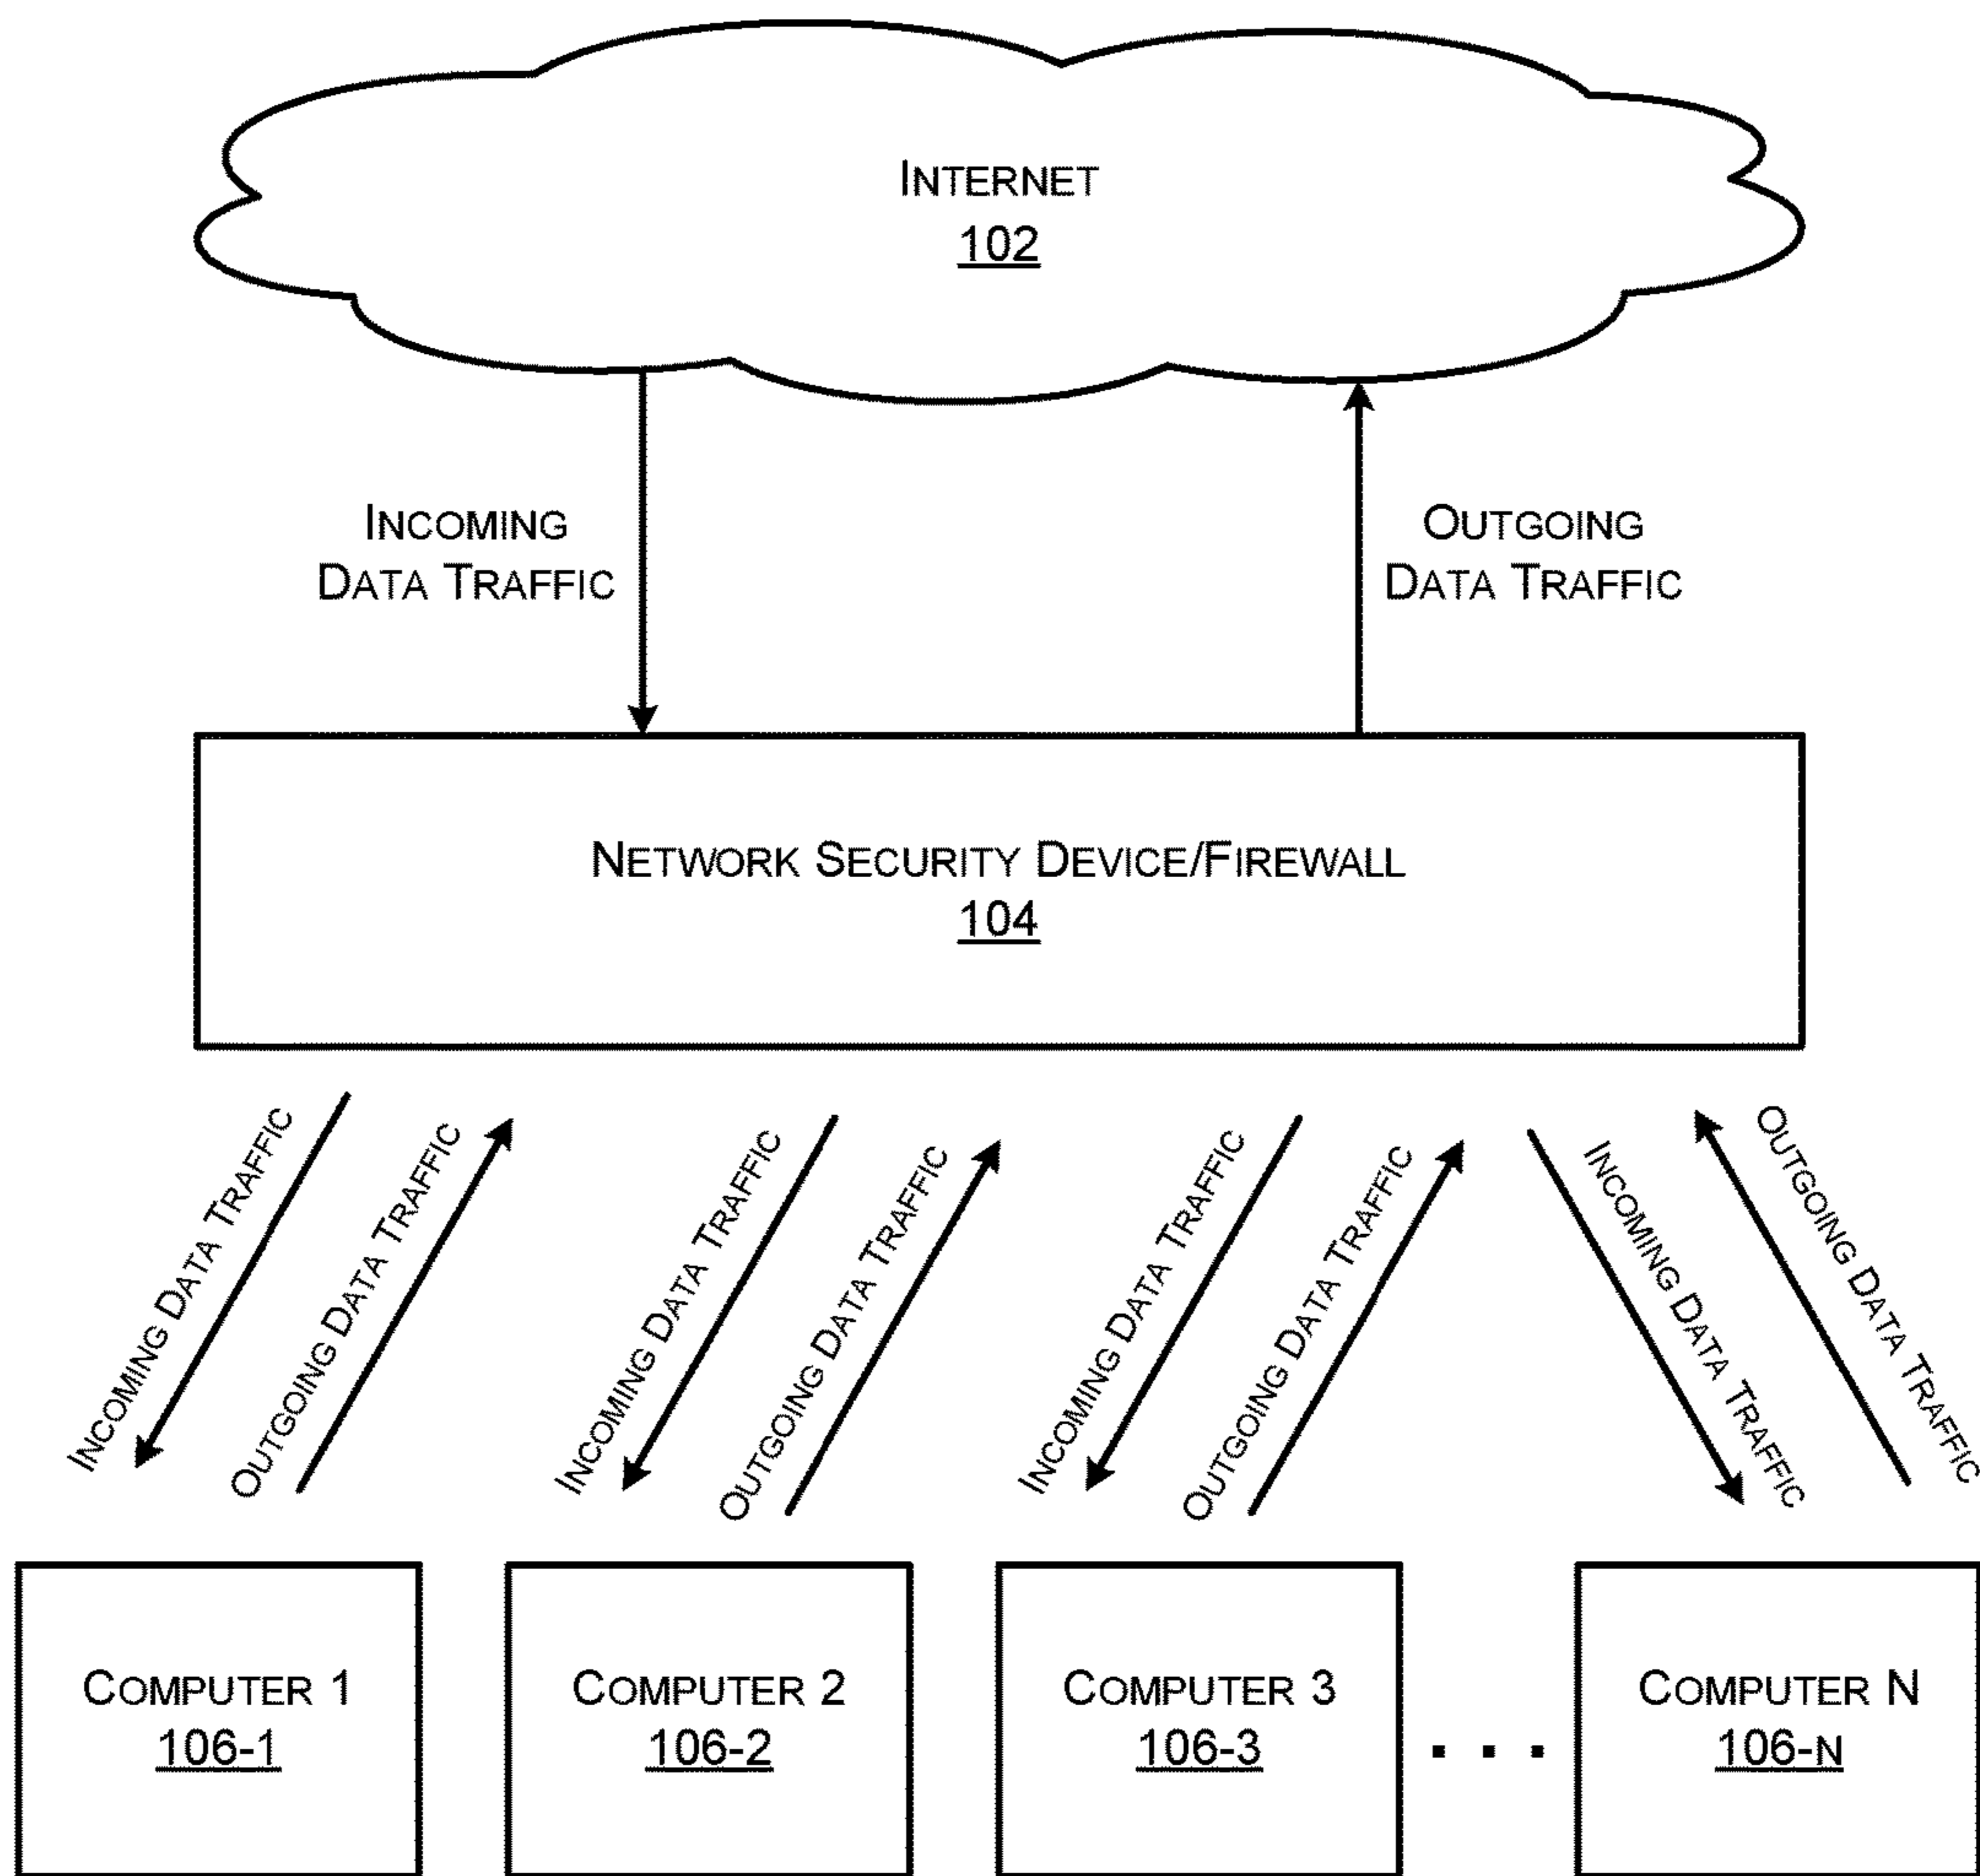 INTERNET
102
INCOMING
DATA TRAFFIC
OUTGOING
DATA TRAFFIC
NETWORK SECURITY DEVICE/FIREWALL
104
INCOMING DATA TRAFFIC
OUTGOING DATA TRAFFIC
INCOMING DATA TRAFFIC
OUTGOING DATA TRAFFIC
INCOMING DATA TRAFFIC
OUTGOING DATA TRAFFIC
INCOMING DATA TRAFFIC
OUTGOING DATA TRAFFIC
COMPUTER 1
106-1
COMPUTER 2
106-2
COMPUTER 3
106-3
. . .
COMPUTER N
106-N